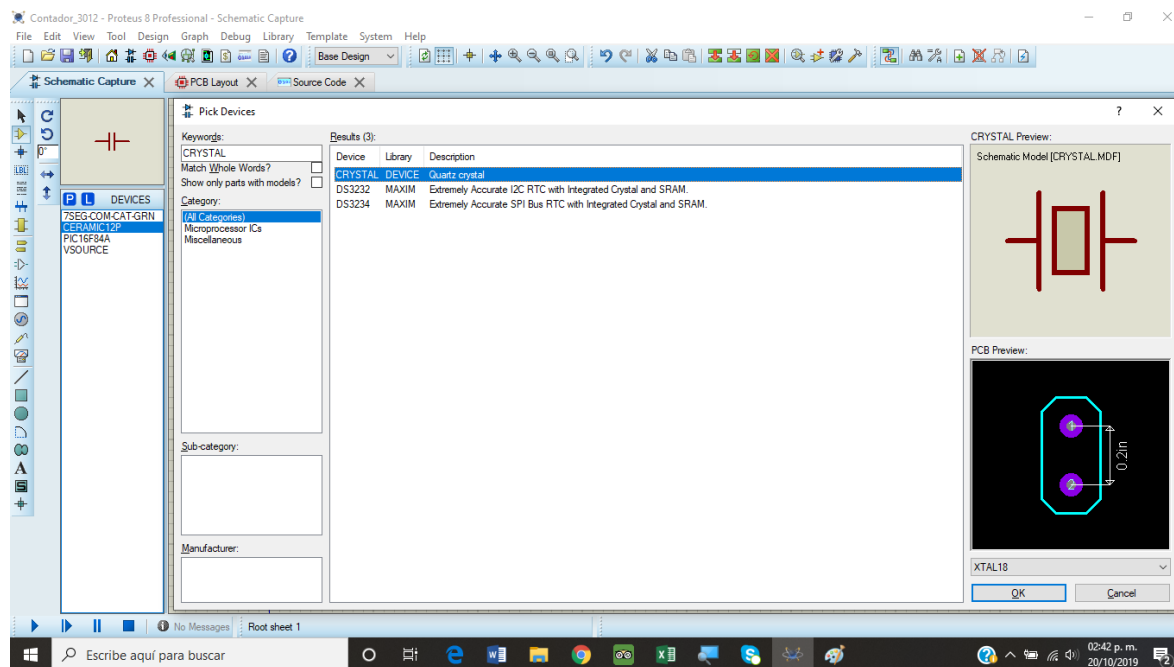 Contador_3012 - Proteus 8 Professional - Schematic Capture
File Edit View Tool Design Graph Debug Library Template System Help
Base Design
Schematic Capture
PCB Layout
Source Code
Pick Devices
Keywords:
CRYSTAL
Match Whole Words?
Show only parts with models?
Category:
(All Categories)
Microprocessor ICs
Miscellaneous
Sub-category:
Manufacturer:
0°
LBL
P L DEVICES
7SEG-COM-CAT-GRN
CERAMIC12P
PIC16F84A
VSOURCE
A
S
Results (3):
Device Library Description
CRYSTAL DEVICE Quartz crystal
DS3232 MAXIM Extremely Accurate I2C RTC with Integrated Crystal and SRAM.
DS3234 MAXIM Extremely Accurate SPI Bus RTC with Integrated Crystal and SRAM.
CRYSTAL Preview:
Schematic Model [CRYSTAL.MDF]
PCB Preview:
1
2
0.2in
XTAL18
OK Cancel
No Messages Root sheet 1
Escribe aquí para buscar
02:42 p. m.
20/10/2019